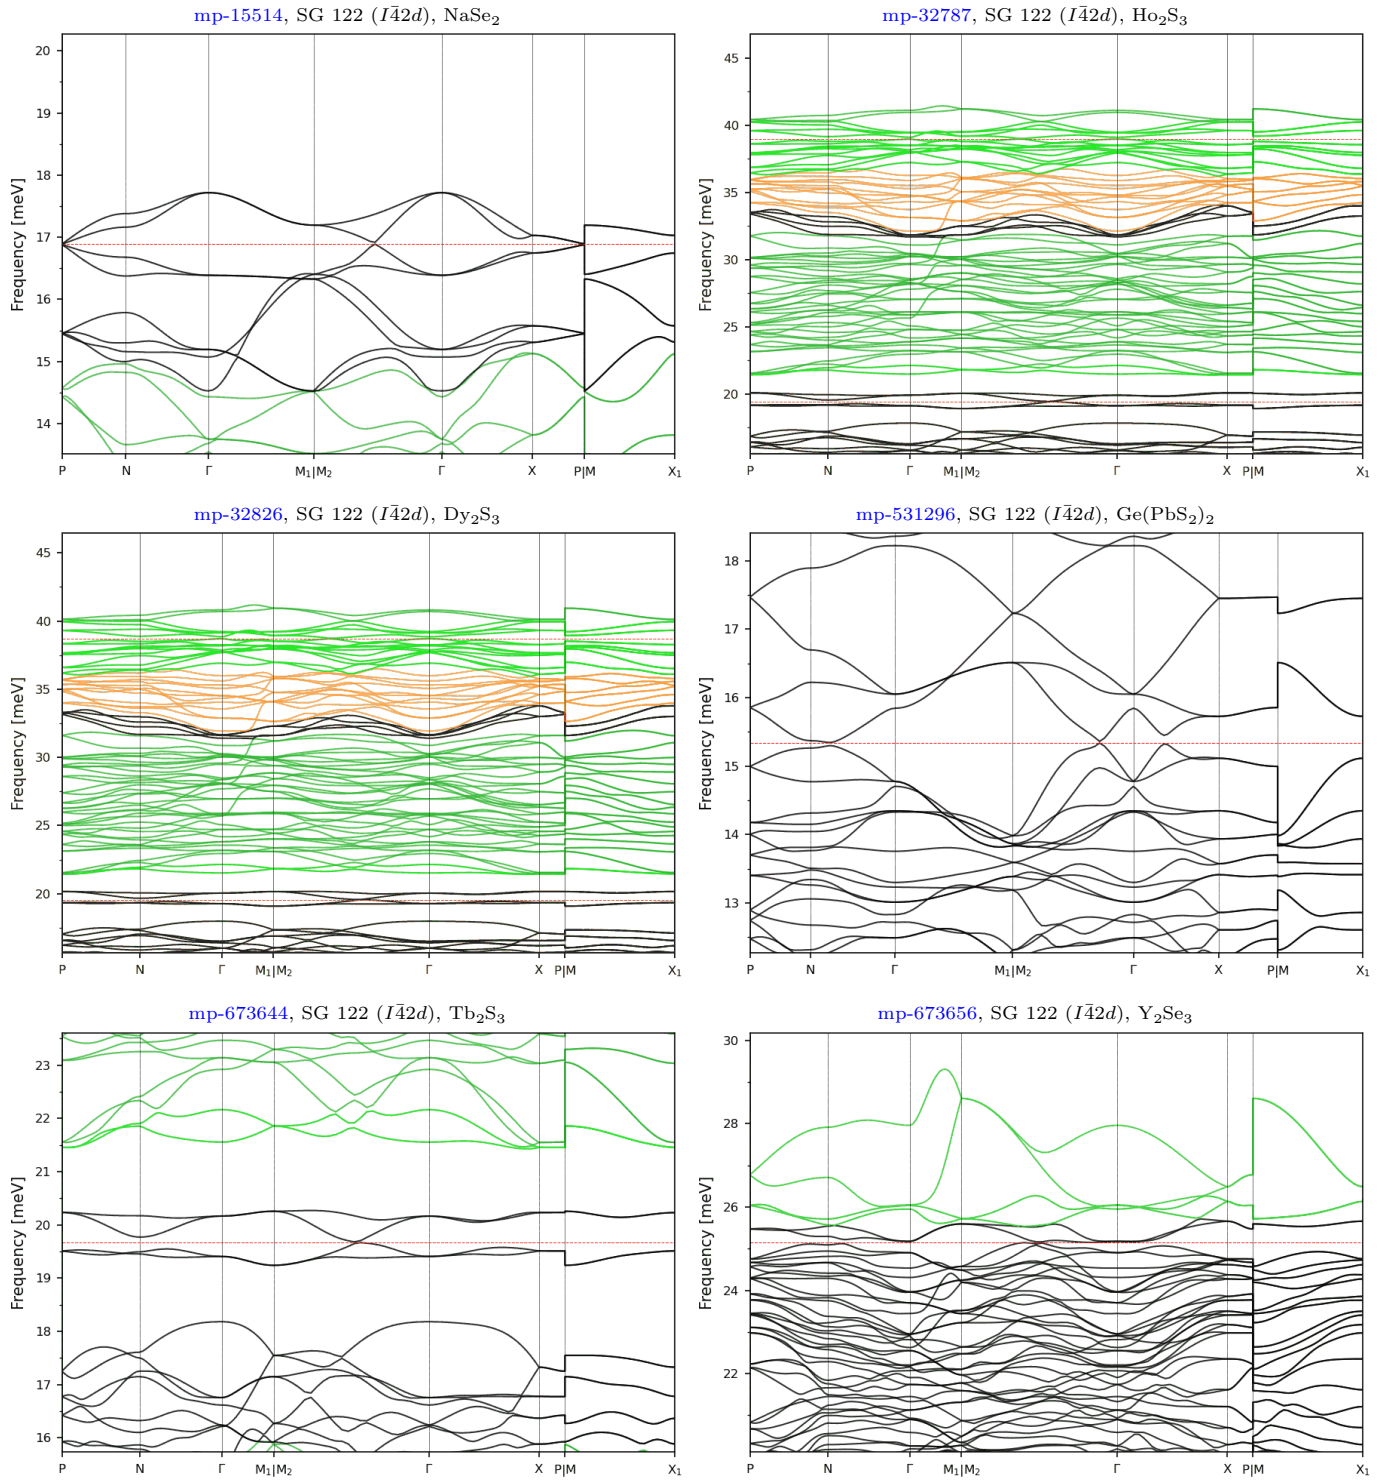 mp-15514, SG 122 (I4̄2d), NaSe₂
20
19
18
17
16
15
14
Frequency [meV]
P N Γ M₁|M₂ Γ X P|M X₁
mp-32787, SG 122 (I4̄2d), Ho₂S₃
45
40
35
30
25
20
Frequency [meV]
P N Γ M₁|M₂ Γ X P|M X₁
mp-32826, SG 122 (I4̄2d), Dy₂S₃
45
40
35
30
25
20
Frequency [meV]
P N Γ M₁|M₂ Γ X P|M X₁
mp-531296, SG 122 (I4̄2d), Ge(PbS₂)₂
18
17
16
15
14
13
Frequency [meV]
P N Γ M₁|M₂ Γ X P|M X₁
mp-673644, SG 122 (I4̄2d), Tb₂S₃
23
22
21
20
19
18
17
16
Frequency [meV]
P N Γ M₁|M₂ Γ X P|M X₁
mp-673656, SG 122 (I4̄2d), Y₂Se₃
30
28
26
24
22
Frequency [meV]
P N Γ M₁|M₂ Γ X P|M X₁